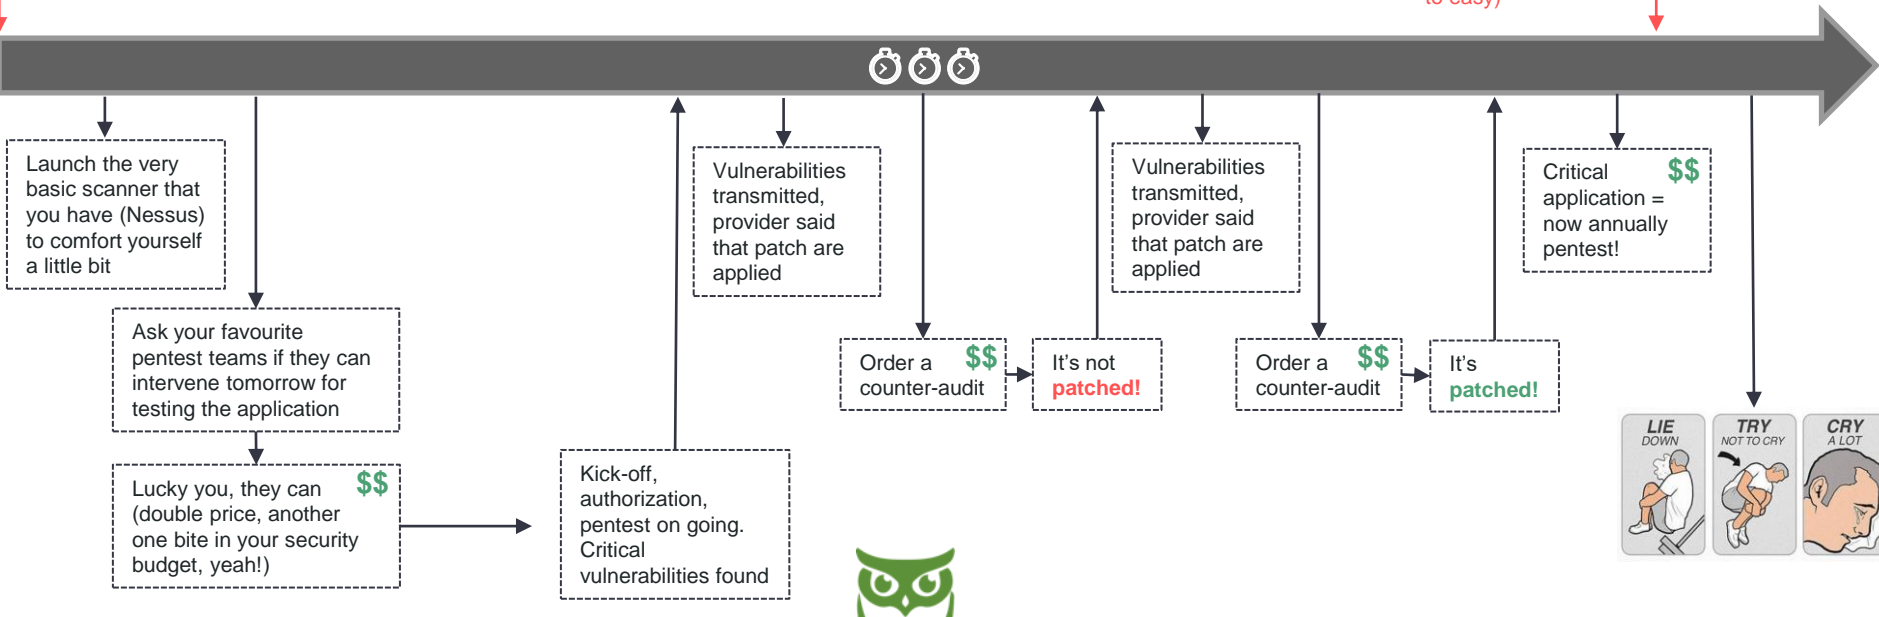 to easy)
Launch the very
basic scanner that
you have (Nessus)
to comfort yourself
a little bit
Ask your favourite
pentest teams if they can
intervene tomorrow for
testing the application
Lucky you, they can $$
(double price, another
one bite in your security
budget, yeah!)
Kick-off,
authorization,
pentest on going.
Critical
vulnerabilities found
Vulnerabilities
transmitted,
provider said
that patch are
applied
Order a $$
counter-audit
It's not
patched!
Vulnerabilities
transmitted,
provider said
that patch are
applied
Order a $$
counter-audit
It's
patched!
Critical $$
application =
now annually
pentest!
LIE
DOWN
TRY
NOT TO CRY
CRY
A LOT